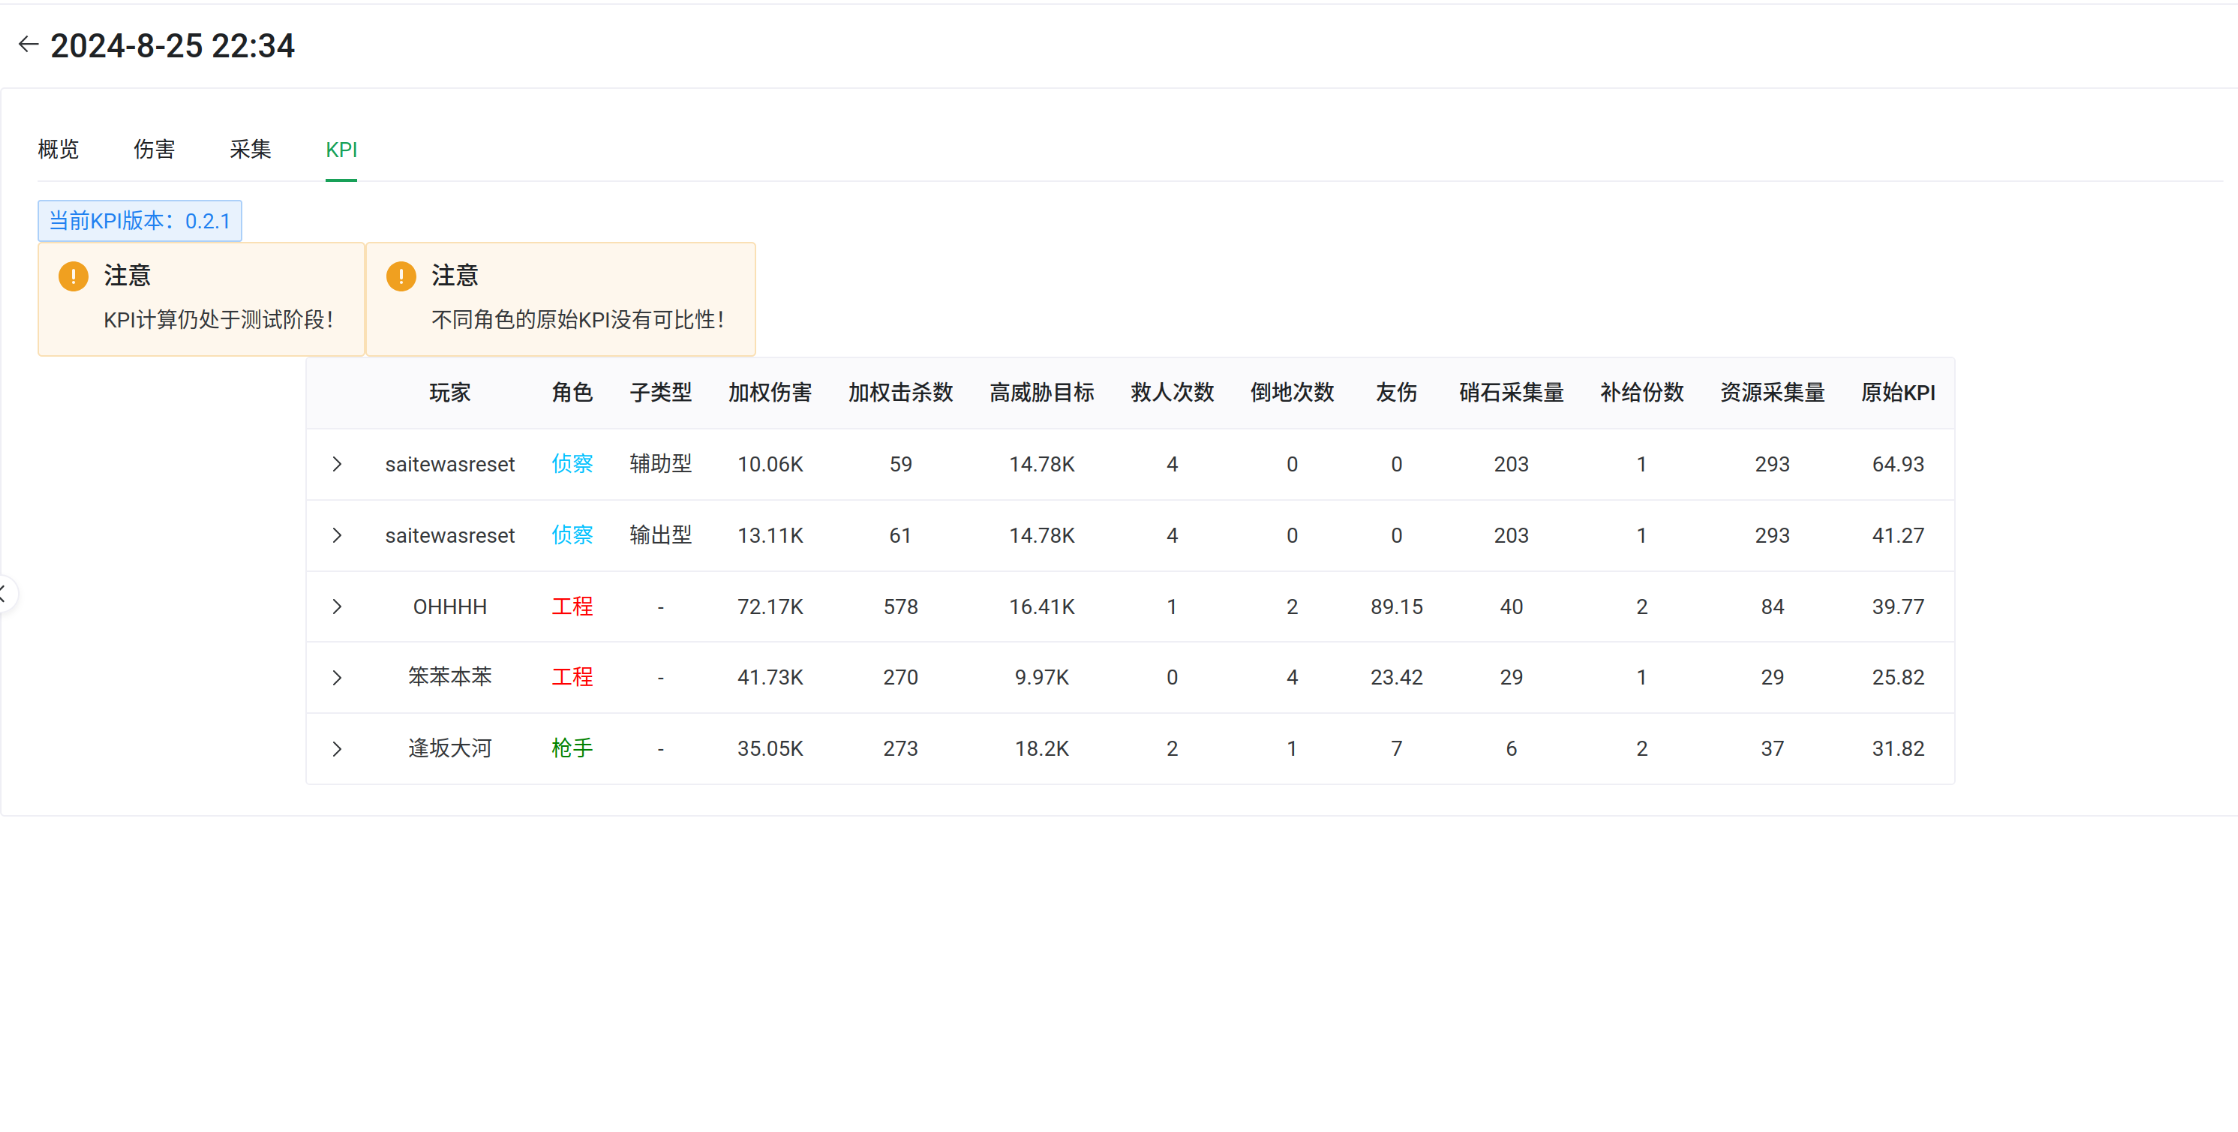 2024-8-25 22:34
概览 伤害 采集 KPI
当前KPI版本：0.2.1
注意
KPI计算仍处于测试阶段！
注意
不同角色的原始KPI没有可比性！
玩家 角色 子类型 加权伤害 加权击杀数 高威胁目标 救人次数 倒地次数 友伤 硝石采集量 补给份数 资源采集量 原始KPI
saitewasreset 侦察 辅助型 10.06K 59 14.78K 4 0 0 203 1 293 64.93
saitewasreset 侦察 输出型 13.11K 61 14.78K 4 0 0 203 1 293 41.27
OHHHH 工程 - 72.17K 578 16.41K 1 2 89.15 40 2 84 39.77
笨苯本苯 工程 - 41.73K 270 9.97K 0 4 23.42 29 1 29 25.82
逢坂大河 枪手 - 35.05K 273 18.2K 2 1 7 6 2 37 31.82